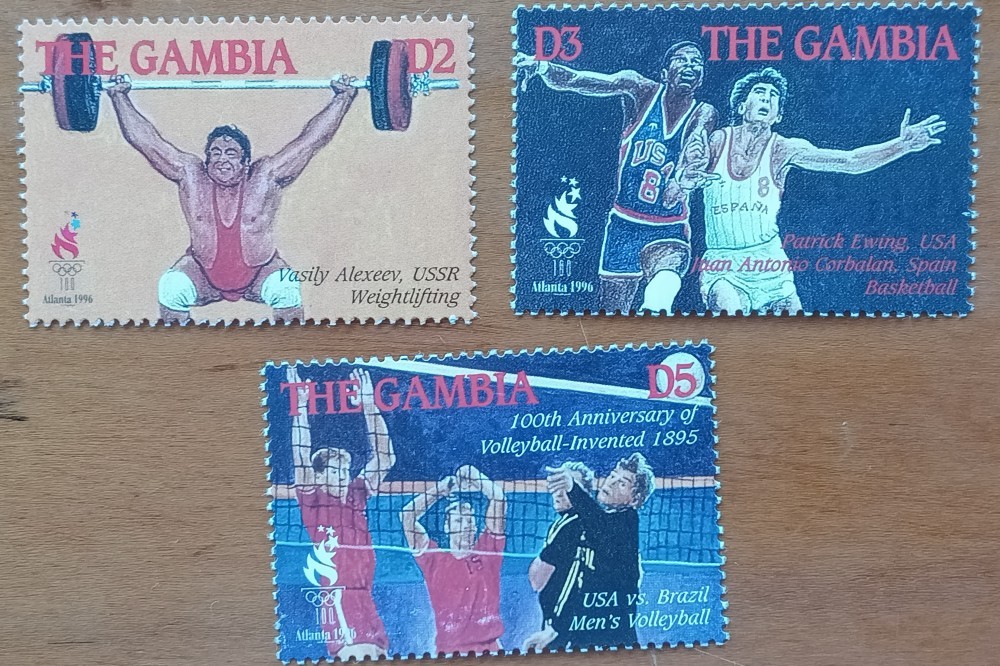 THE GAMBIA D2
Atlanta 1996
Vasily Alexeev, USSR
Weightlifting
D3 THE GAMBIA
USA
8
8
ESPAÑA
Atlanta 1996
Patrick Ewing, USA
Juan Antonio Corbalan, Spain
Basketball
THE GAMBIA D5
100th Anniversary of
Volleyball-Invented 1895
15
Atlanta 1996
USA vs. Brazil
Men's Volleyball